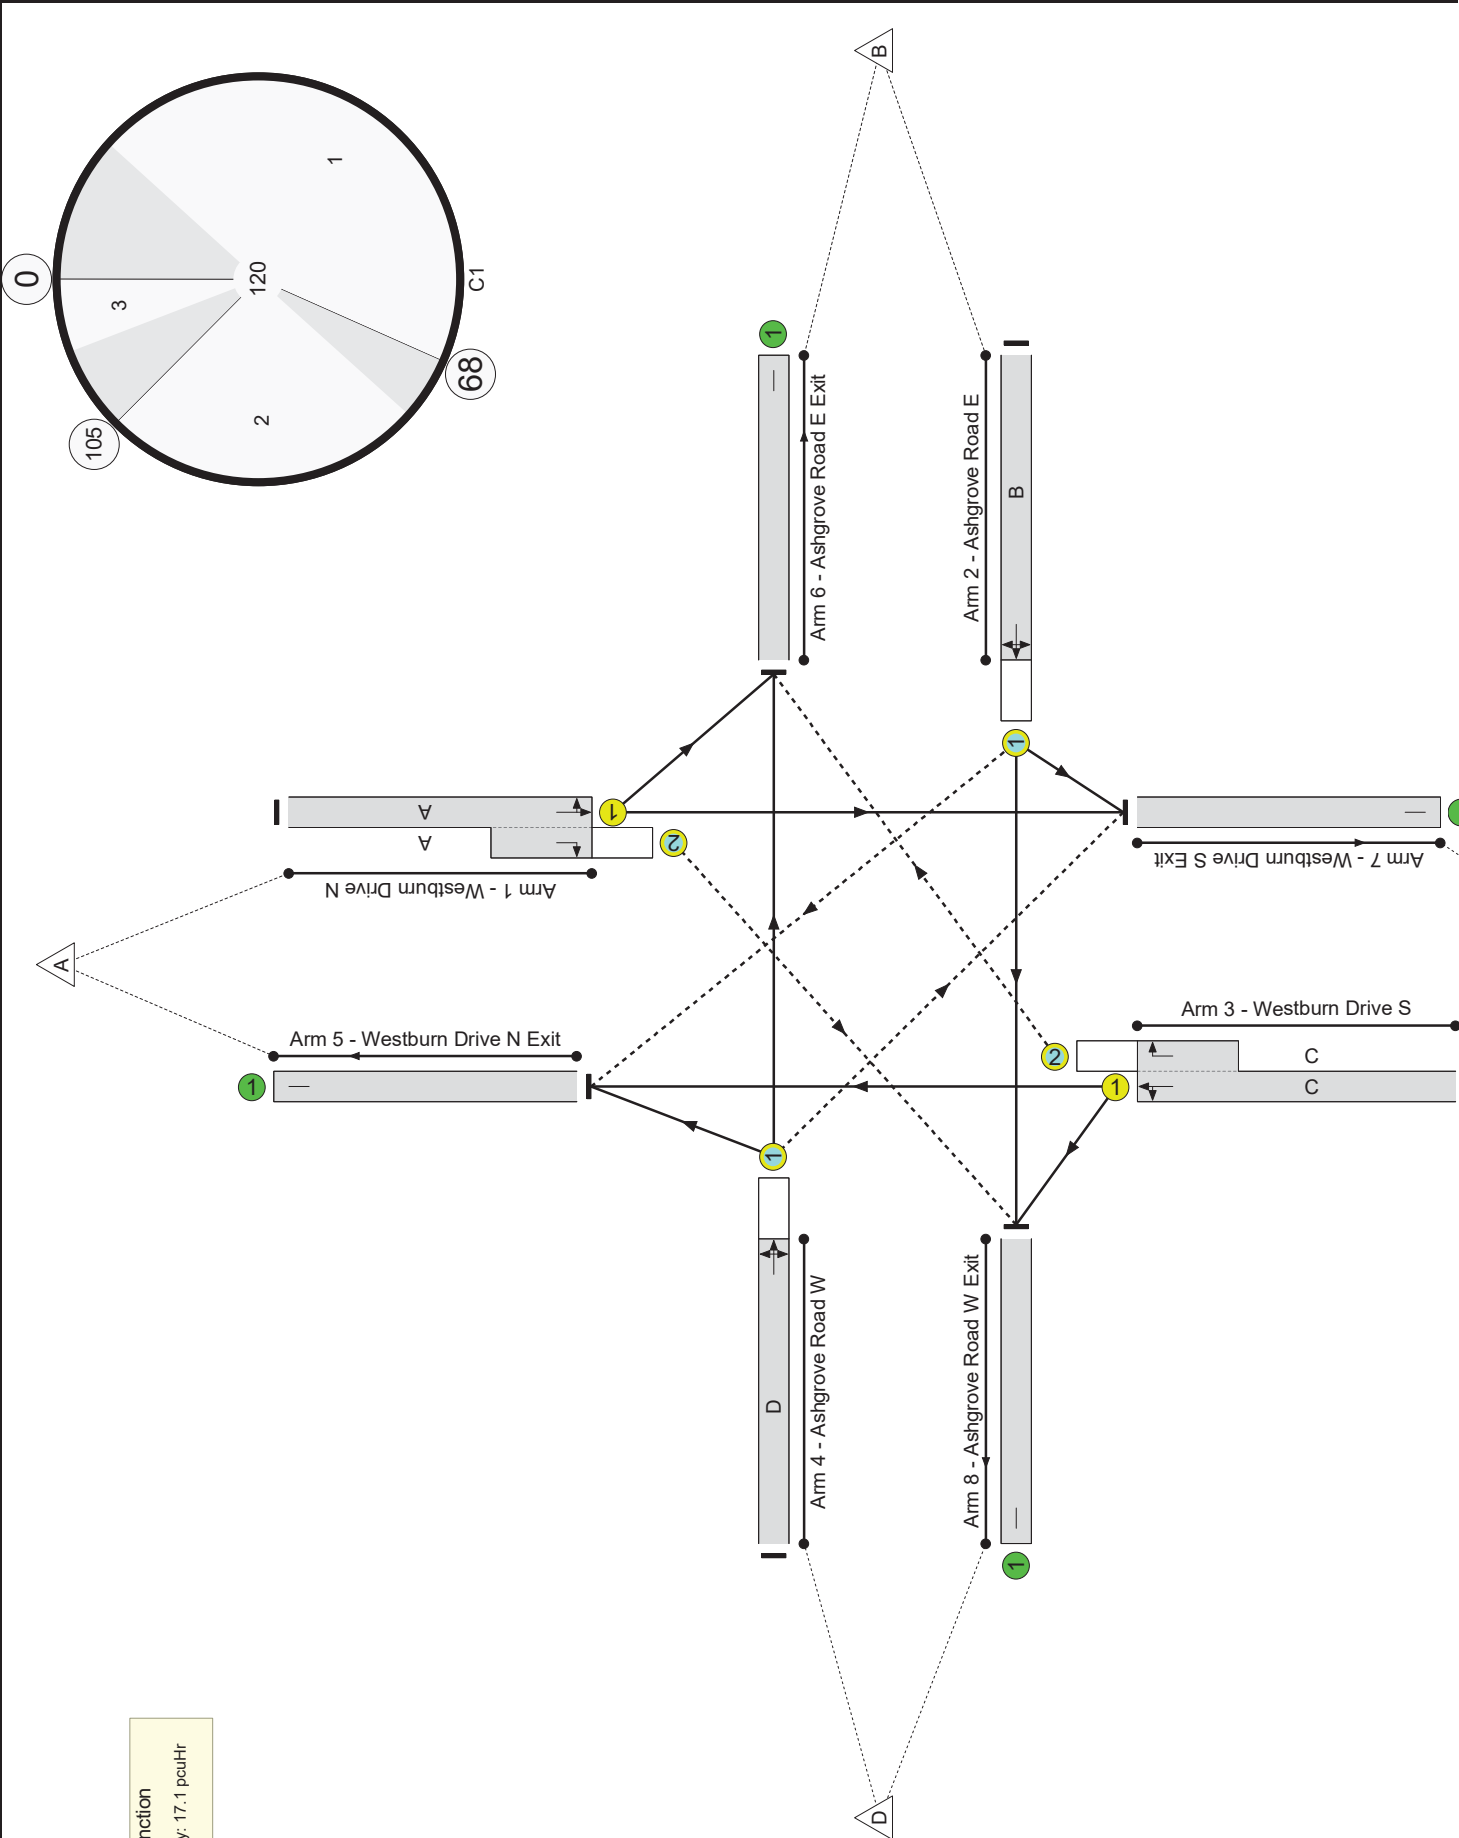 0
1
3
120
C1
2
105
68
B
1
Arm 6 - Ashgrove Road E Exit
Arm 2 - Ashgrove Road E
B
A
A
1
2
Arm 1 - Westburn Drive N
A
1
Arm 5 - Westburn Drive N Exit
1
Arm 7 - Westburn Drive S Exit
Arm 3 - Westburn Drive S
2
C
1
C
1
D
Arm 4 - Ashgrove Road W
Arm 8 - Ashgrove Road W Exit
1
D
nction
y: 17.1 pcuHr